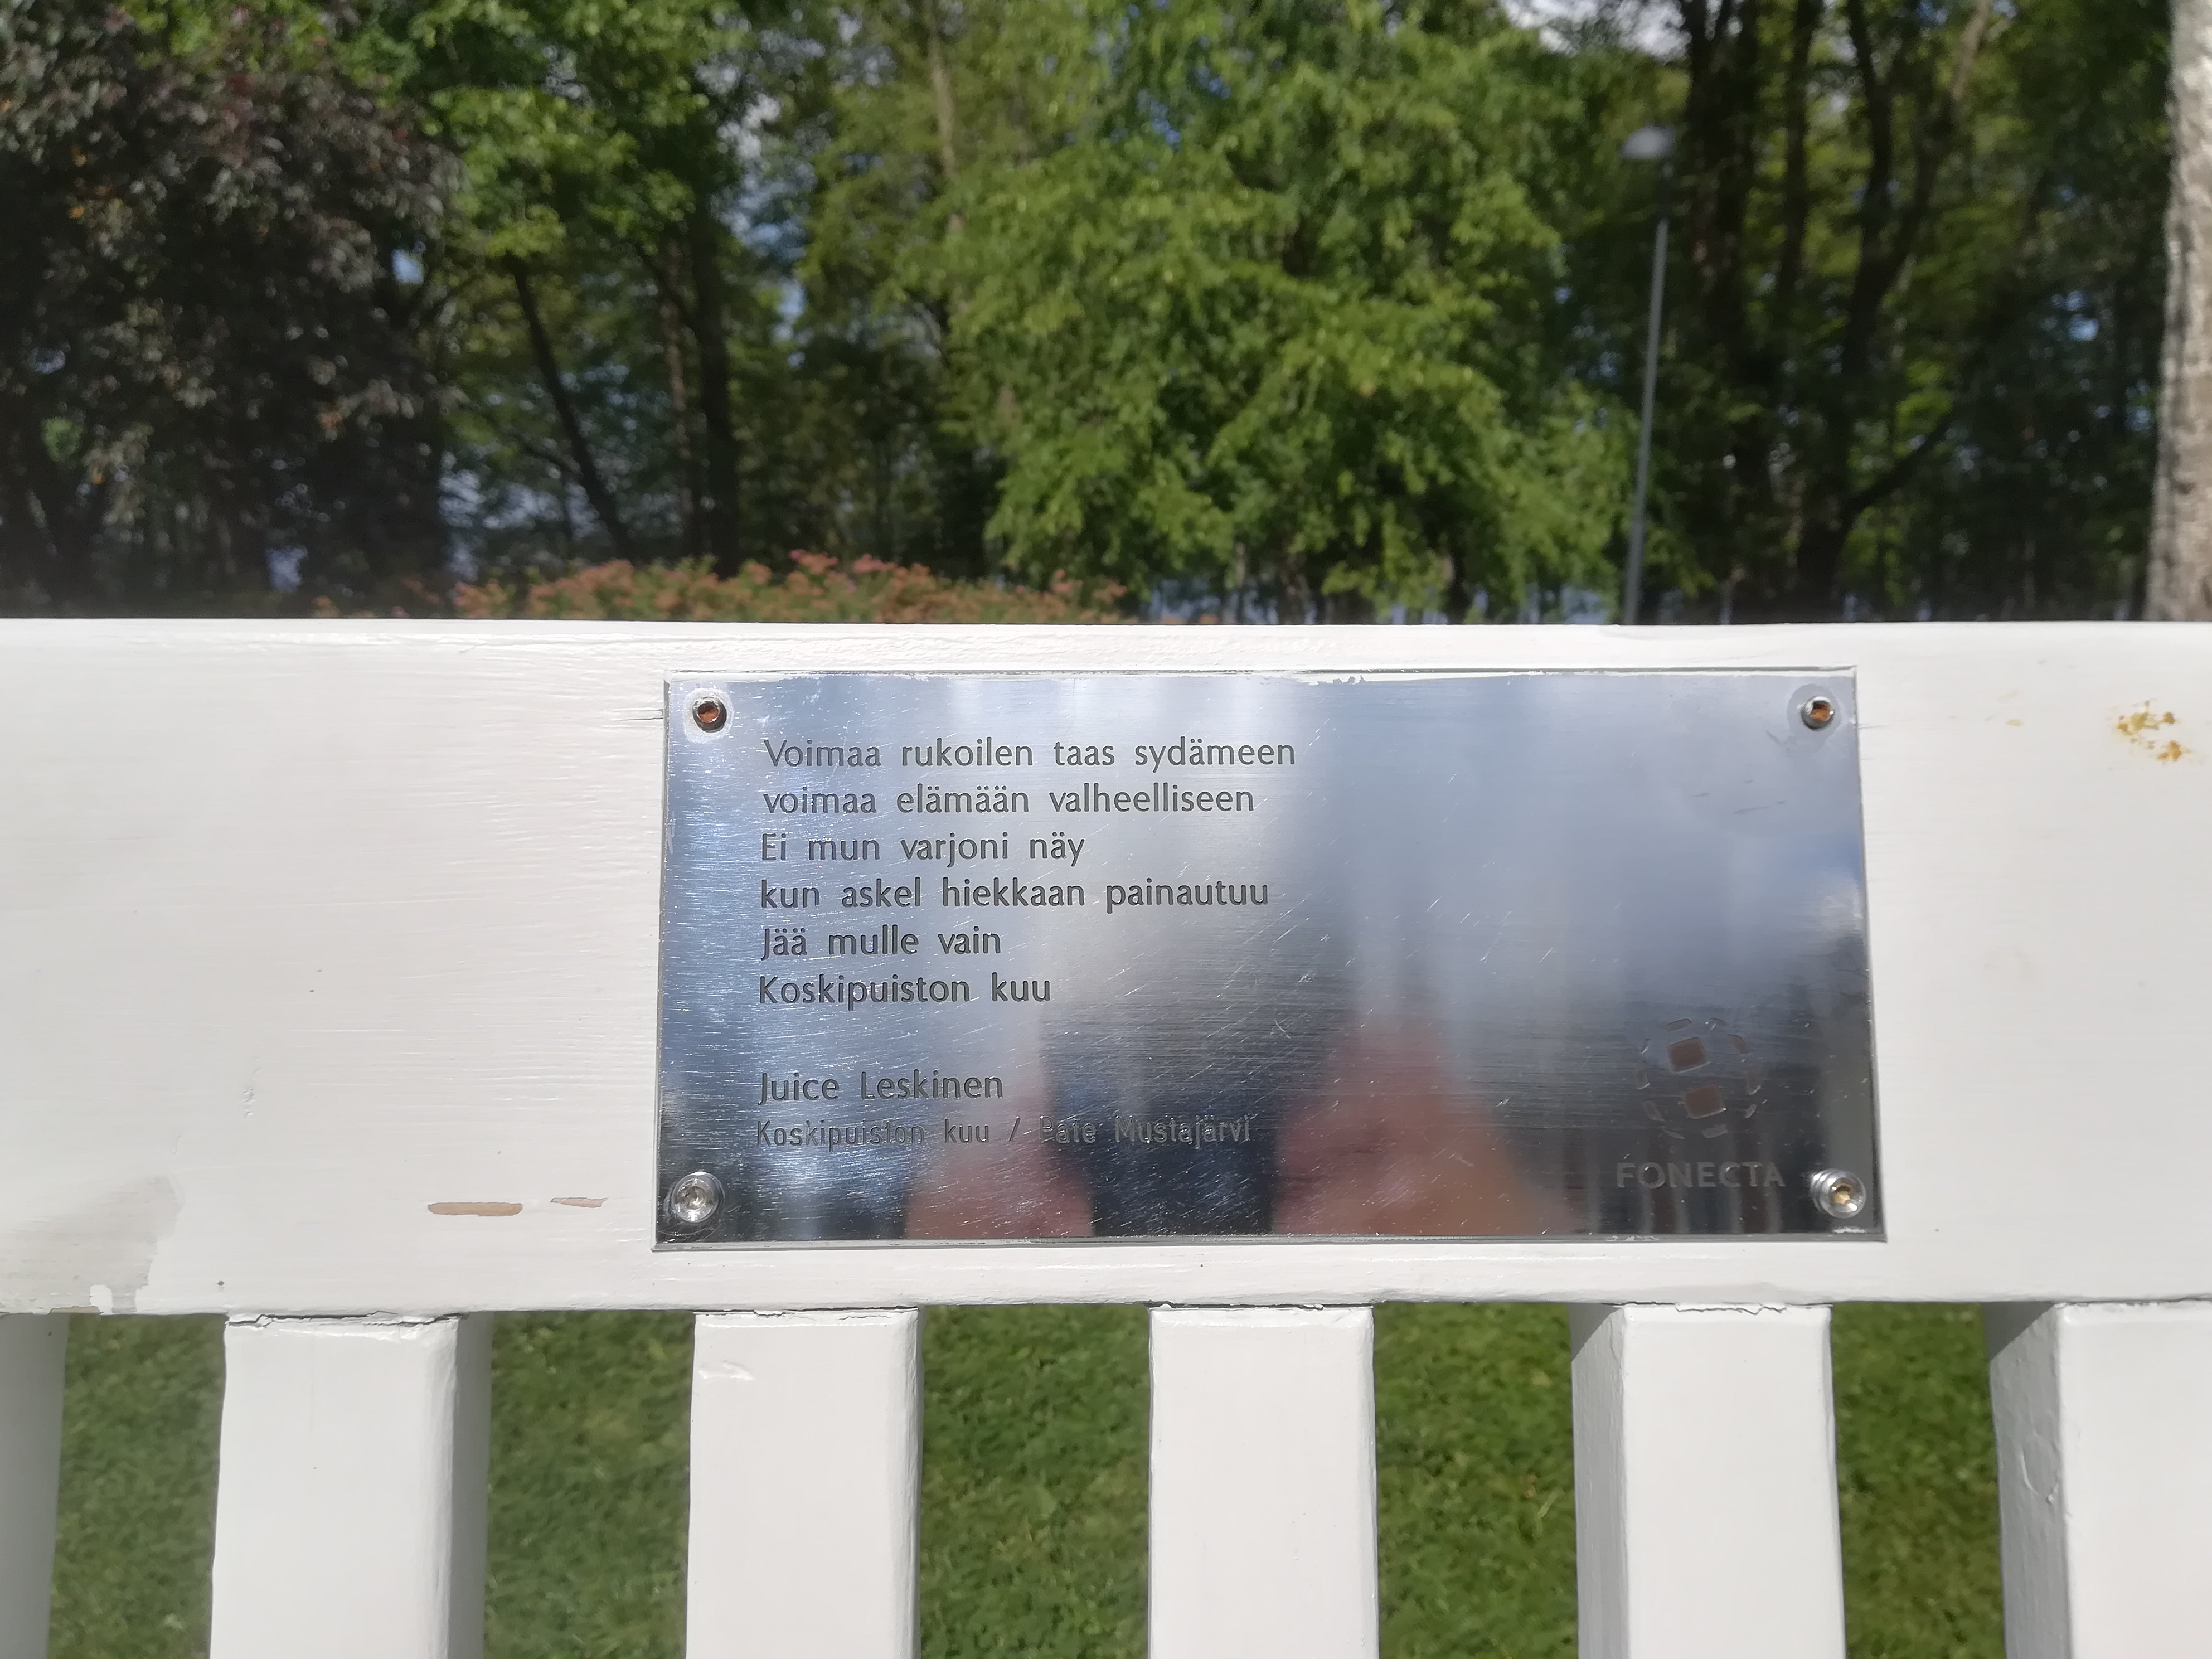 Voimaa rukoilen taas sydämeen
voimaa elämään valheelliseen
Ei mun varjoni näy
kun askel hiekkaan painautuu
Jää mulle vain
Koskipuiston kuu
Juice Leskinen
Koskipuiston kuu / Pate Mustajärvi
FONECTA